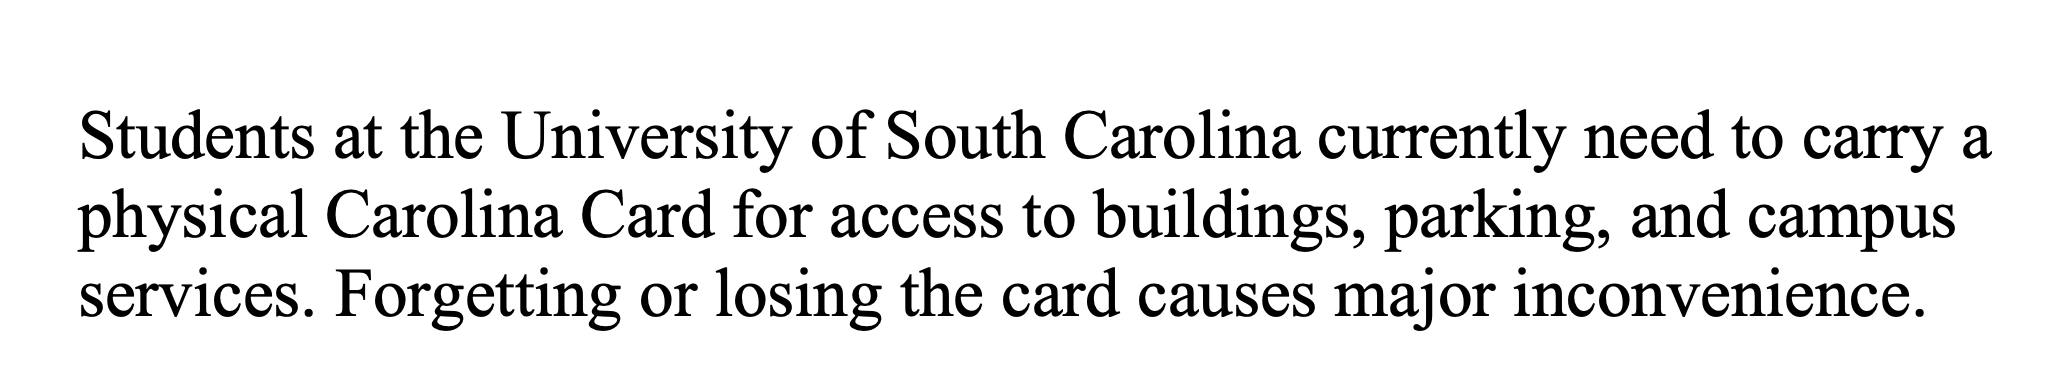 Students at the University of South Carolina currently need to carry a
physical Carolina Card for access to buildings, parking, and campus
services. Forgetting or losing the card causes major inconvenience.